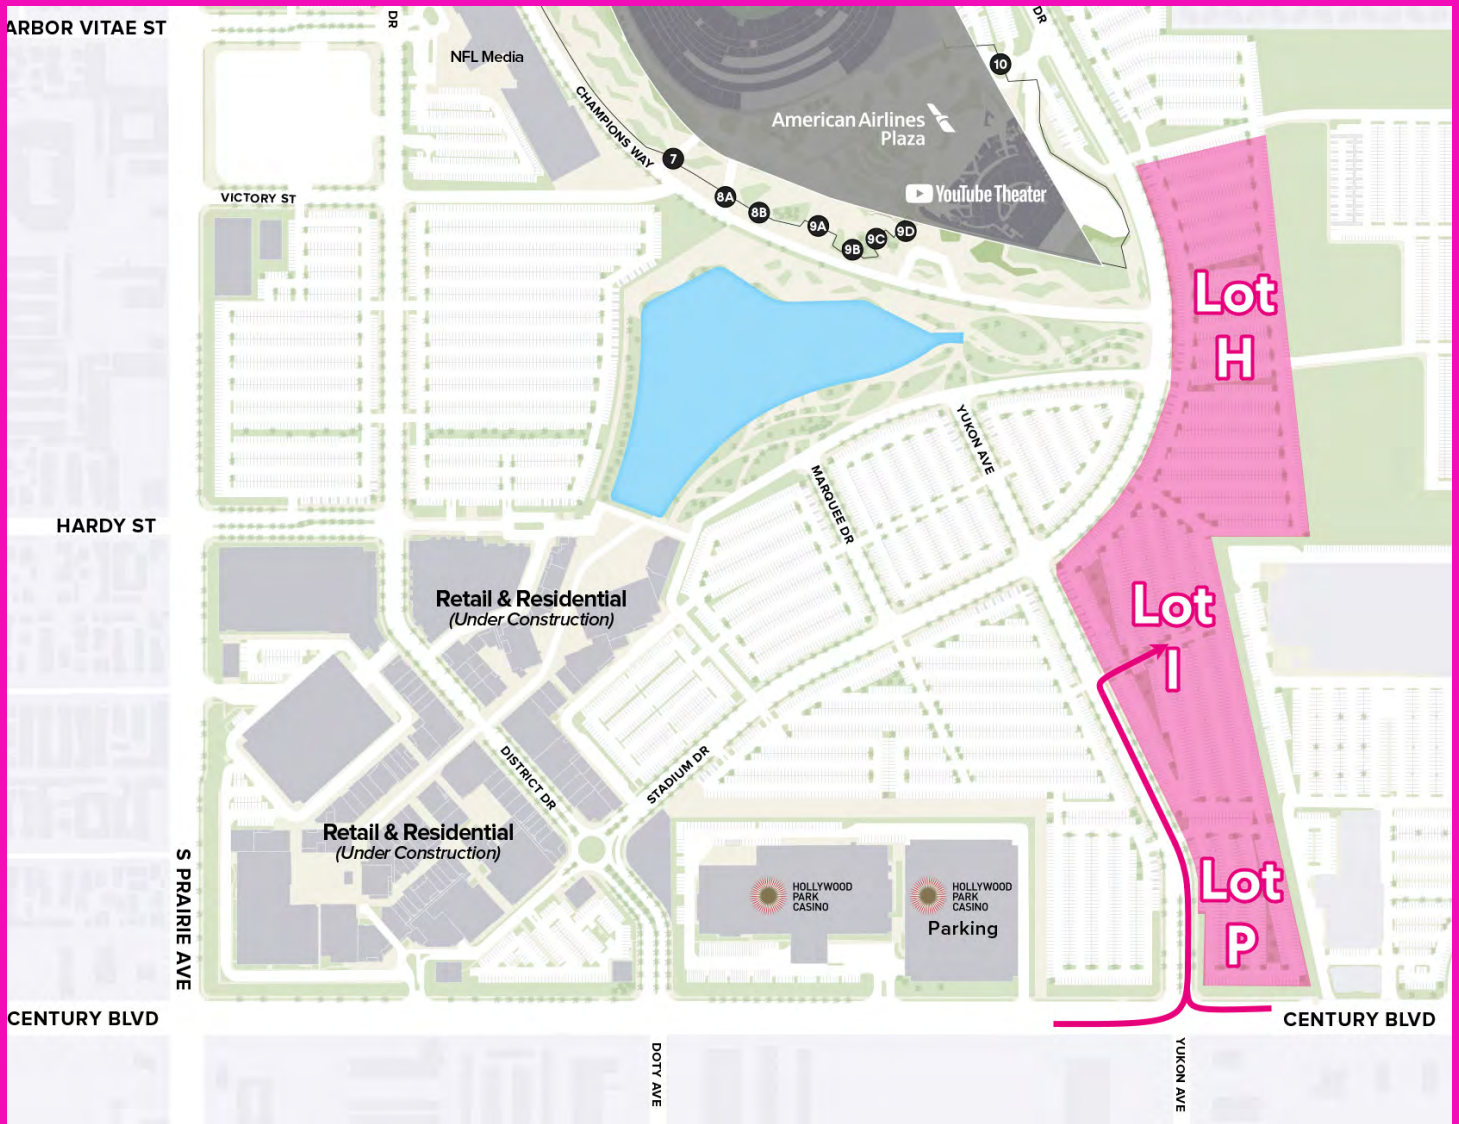 ARBOR VITAE ST
DR
NFL Media
DR
10
CHAMPIONS WAY
American Airlines
Plaza
7
8A
8B
9A
9B
9C
9D
YouTube Theater
VICTORY ST
Lot
H
YUKON AVE
MARQUEE DR
HARDY ST
Retail & Residential
(Under Construction)
Lot
I
DISTRICT DR
STADIUM DR
Retail & Residential
(Under Construction)
S PRAIRIE AVE
HOLLYWOOD
PARK
CASINO
HOLLYWOOD
PARK
CASINO
Parking
Lot
P
CENTURY BLVD
CENTURY BLVD
DOTY AVE
YUKON AVE